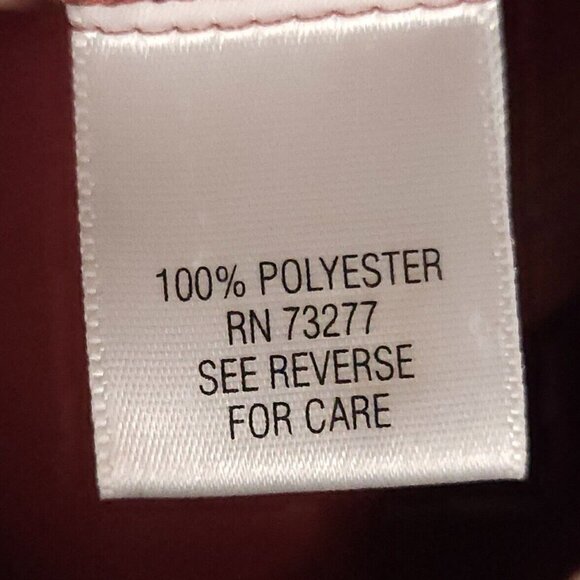 100% POLYESTER
RN 73277
SEE REVERSE
FOR CARE